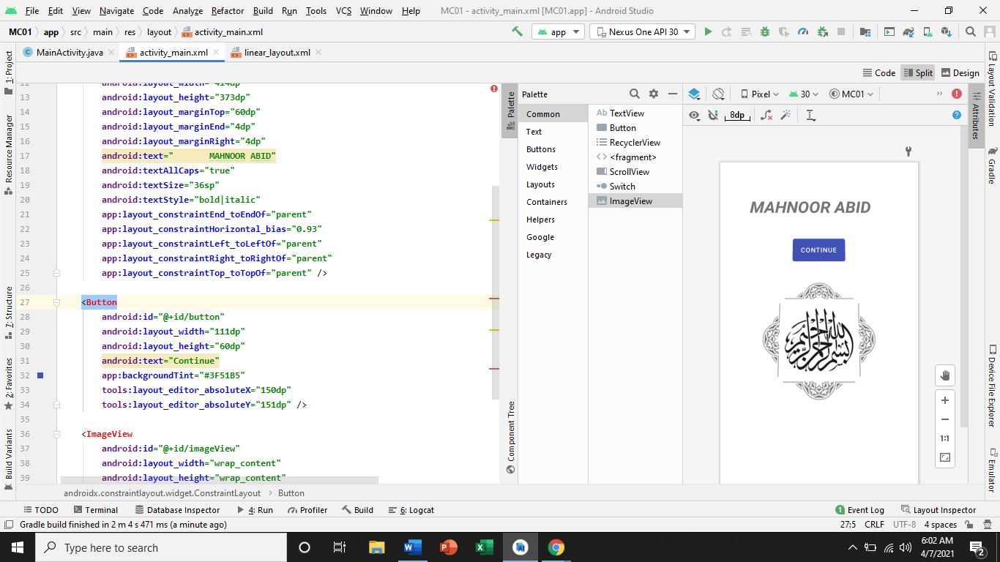 File Edit View Navigate Code Analyze Refactor Build Run Tools VCS Window Help MC01 - activity_main.xml [MC01.app] - Android Studio
MC01 app src main res layout activity_main.xml app Nexus One API 30
MainActivity.java activity_main.xml linear_layout.xml
Code Split Design
1: Project
Resource Manager
7: Structure
2: Favorites
Build Variants
12 android:layout_width="414dp"
13 android:layout_height="373dp"
14 android:layout_marginTop="60dp"
15 android:layout_marginEnd="4dp"
16 android:layout_marginRight="4dp"
17 android:text="       MAHNOOR ABID"
18 android:textAllCaps="true"
19 android:textSize="36sp"
20 android:textStyle="bold|italic"
21 app:layout_constraintEnd_toEndOf="parent"
22 app:layout_constraintHorizontal_bias="0.93"
23 app:layout_constraintLeft_toLeftOf="parent"
24 app:layout_constraintRight_toRightOf="parent"
25 app:layout_constraintTop_toTopOf="parent" />
26
27 <Button
28 android:id="@+id/button"
29 android:layout_width="111dp"
30 android:layout_height="60dp"
31 android:text="Continue"
32 app:backgroundTint="#3F51B5"
33 tools:layout_editor_absoluteX="150dp"
34 tools:layout_editor_absoluteY="151dp" />
35
36 <ImageView
37 android:id="@+id/imageView"
38 android:layout_width="wrap_content"
39 android:layout_height="wrap_content"
androidx.constraintlayout.widget.ConstraintLayout Button
Palette
Component Tree
Palette
Common
Text
Buttons
Widgets
Layouts
Containers
Helpers
Google
Legacy
Ab TextView
Button
RecyclerView
<> <fragment>
ScrollView
Switch
ImageView
Pixel 30 MC01
8dp
MAHNOOR ABID
CONTINUE
بسم الله الرحمن الرحيم
1:1
Attributes
Layout Validation
Gradle
Device File Explorer
Emulator
TODO Terminal Database Inspector 4: Run Profiler Build 6: Logcat 1 Event Log Layout Inspector
Gradle build finished in 2 m 4 s 471 ms (a minute ago) 27:5 CRLF UTF-8 4 spaces
Type here to search
6:02 AM
4/7/2021
2